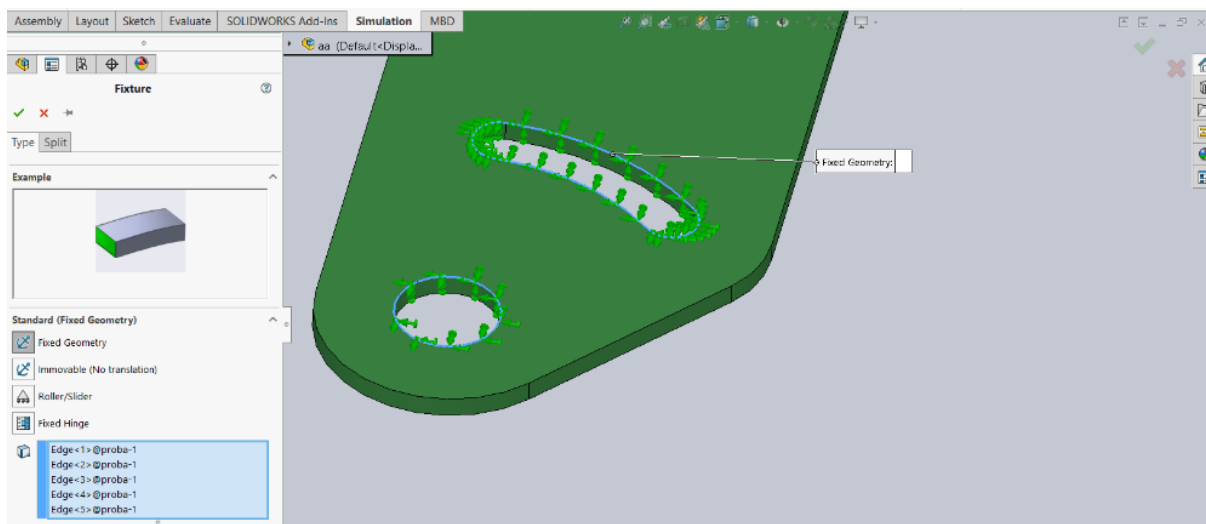 Assembly Layout Sketch Evaluate SOLIDWORKS Add-Ins Simulation MBD
aa (Default<Displa...
Fixture
Type Split
Example
Fixed Geometry:
Standard (Fixed Geometry)
Fixed Geometry
Immovable (No translation)
Roller/Slider
Fixed Hinge
Edge<1>@proba-1
Edge<2>@proba-1
Edge<3>@proba-1
Edge<4>@proba-1
Edge<5>@proba-1